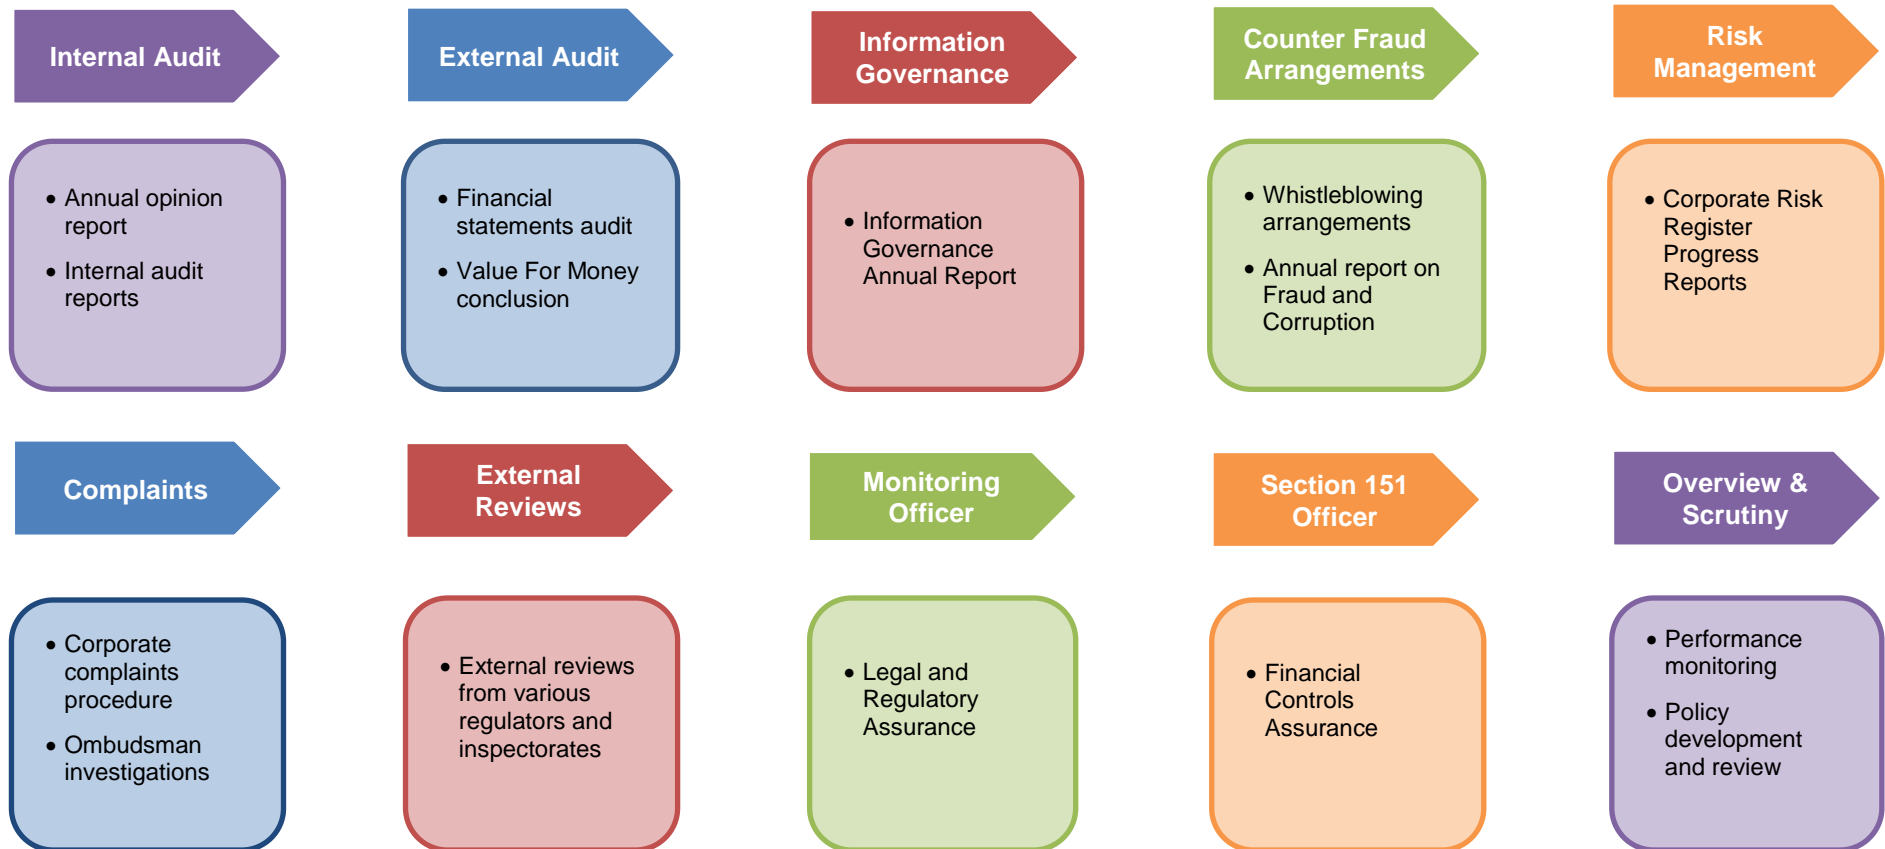 Internal Audit
External Audit
Information
Governance
Counter Fraud
Arrangements
Risk
Management
• Annual opinion
report
• Internal audit
reports
• Financial
statements audit
• Value For Money
conclusion
• Information
Governance
Annual Report
• Whistleblowing
arrangements
• Annual report on
Fraud and
Corruption
• Corporate Risk
Register
Progress
Reports
Complaints
External
Reviews
Monitoring
Officer
Section 151
Officer
Overview &
Scrutiny
• Corporate
complaints
procedure
• Ombudsman
investigations
• External reviews
from various
regulators and
inspectorates
• Legal and
Regulatory
Assurance
• Financial
Controls
Assurance
• Performance
monitoring
• Policy
development
and review